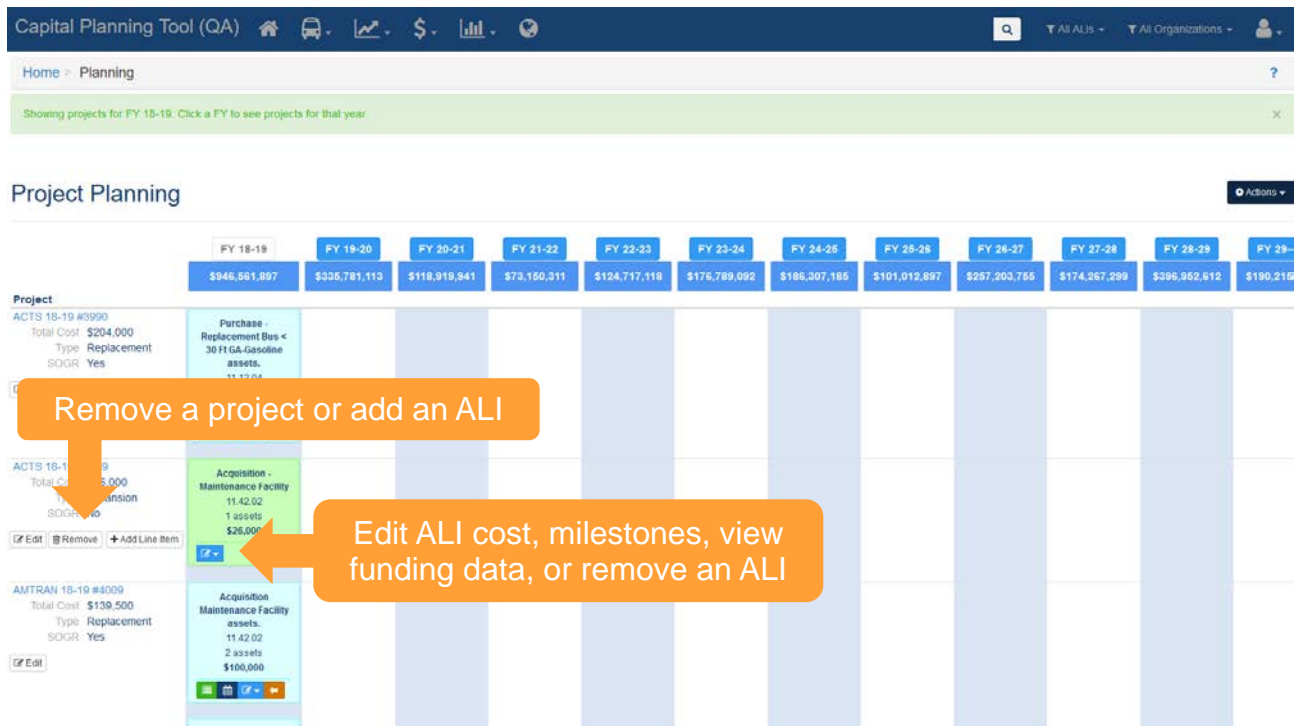 Capital Planning Tool (QA)
All ALIs
All Organizations
Home > Planning
?
Showing projects for FY 18-19. Click a FY to see projects for that year.
×
Project Planning
Actions
FY 18-19 FY 19-20 FY 20-21 FY 21-22 FY 22-23 FY 23-24 FY 24-25 FY 25-26 FY 26-27 FY 27-28 FY 28-29 FY 29-
$946,561,897 $335,781,113 $118,919,941 $73,150,311 $124,717,118 $176,789,092 $186,307,185 $101,012,897 $257,203,755 $174,267,299 $396,952,612 $190,215
Project
ACTS 18-19 #3990
Total Cost $204,000
Type Replacement
SOGR Yes
Purchase -
Replacement Bus <
30 Ft GA-Gasoline
assets.
Remove a project or add an ALI
ACTS 18-1
Total
SOGR
Edit Remove + Add Line Item
Acquisition -
Maintenance Facility
11.42.02
1 assets
$26,000
Edit ALI cost, milestones, view
funding data, or remove an ALI
AMTRAN 18-19 #4009
Total Cost $139,500
Type Replacement
SOGR Yes
Edit
Acquisition
Maintenance Facility
assets.
11.42.02
2 assets
$100,000